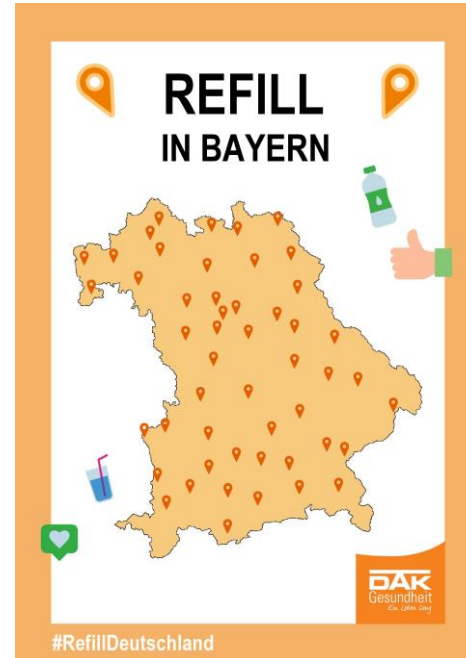 REFILL
IN BAYERN
DAK
Gesundheit
Ein Leben lang
#RefillDeutschland